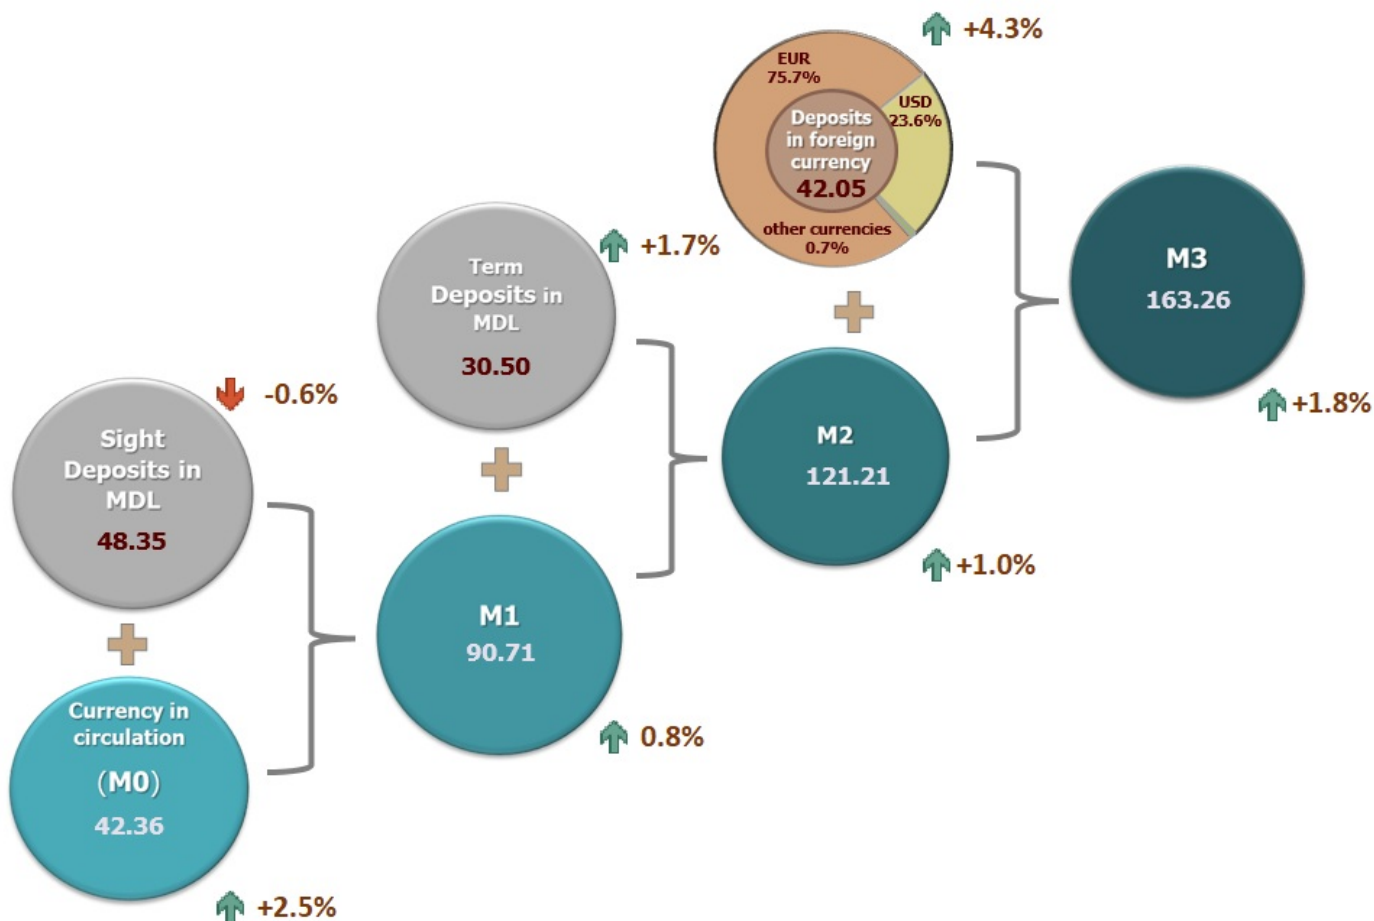 Sight
Deposits in
MDL
48.35
-0.6%
Currency in
circulation
(M0)
42.36
+2.5%
Term
Deposits in
MDL
30.50
+1.7%
M1
90.71
0.8%
EUR
75.7%
USD
23.6%
Deposits
in foreign
currency
42.05
other currencies
0.7%
+4.3%
M2
121.21
+1.0%
M3
163.26
+1.8%